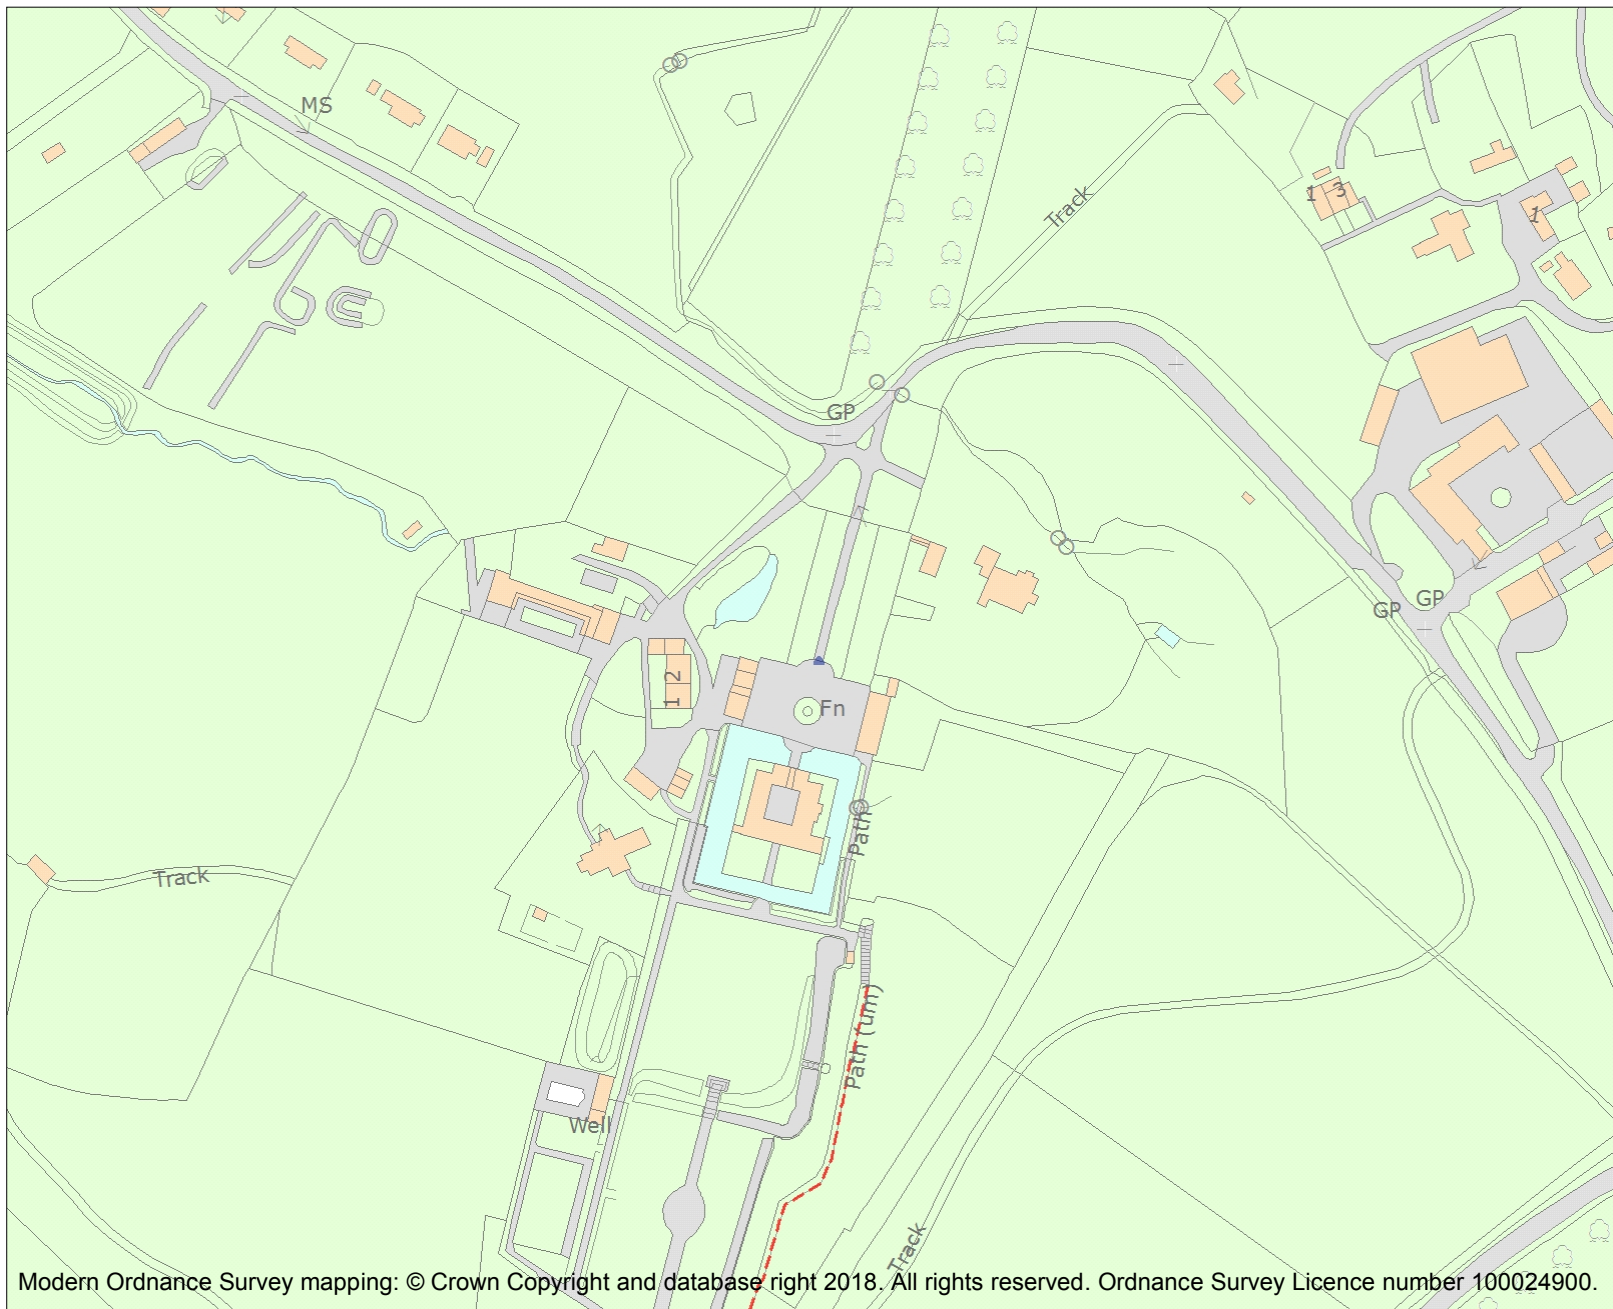 MS
Track
1
3
1
GP
GP
GP
Fn
1 2
Path
Track
Path (um)
Well
Track
Modern Ordnance Survey mapping: © Crown Copyright and database right 2018. All rights reserved. Ordnance Survey Licence number 100024900.